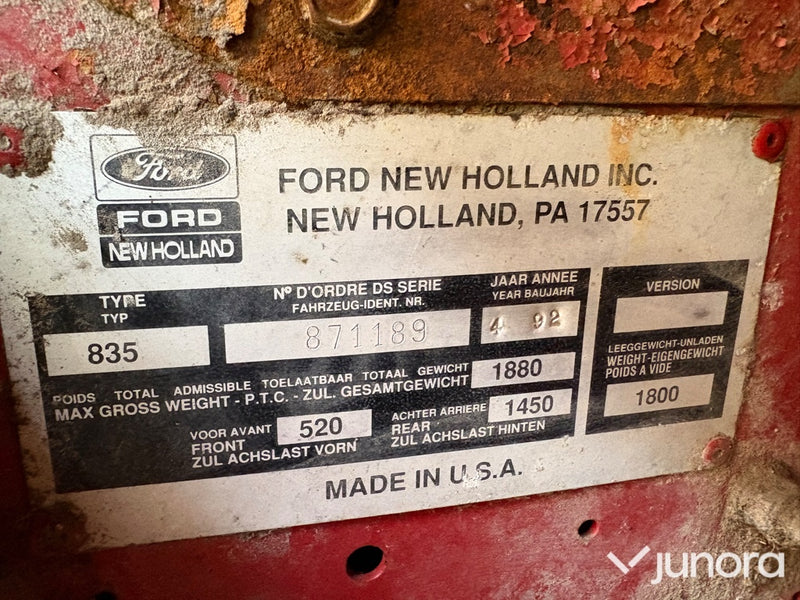 Ford
FORD
NEW HOLLAND
FORD NEW HOLLAND INC.
NEW HOLLAND, PA 17557
TYPE
TYP
835
Nº D'ORDRE DS SERIE
FAHRZEUG-IDENT. NR.
871189
JAAR ANNEE
YEAR BAUJAHR
4 92
VERSION
POIDS TOTAL ADMISSIBLE TOELAATBAAR TOTAAL GEWICHT
MAX GROSS WEIGHT - P.T.C. - ZUL. GESAMTGEWICHT
1880
LEEGGEWICHT-UNLADEN
WEIGHT-EIGENGEWICHT
POIDS A VIDE
1800
VOOR AVANT
FRONT
ZUL ACHSLAST VORN
520
ACHTER ARRIERE
REAR
ZUL ACHSLAST HINTEN
1450
MADE IN U.S.A.
junora